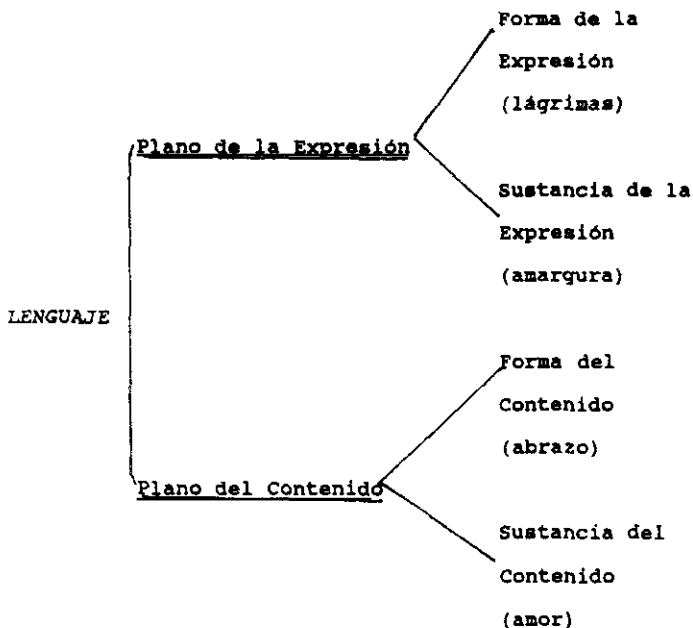 Forma de la
Expresión
(lágrimas)
Plano de la Expresión
Sustancia de la
Expresión
(amargura)
LENGUAJE
Forma del
Contenido
(abrazo)
Plano del Contenido
Sustancia del
Contenido
(amor)